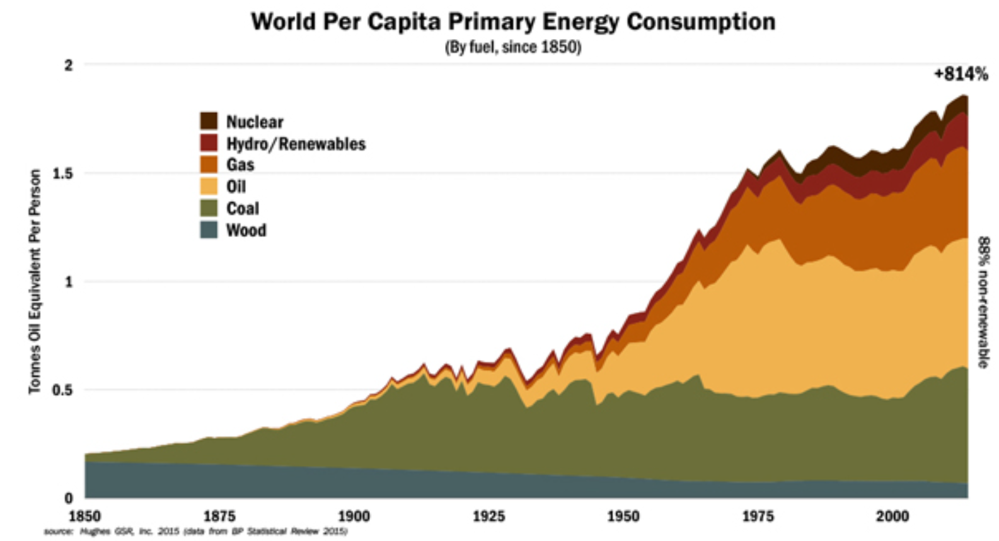 World Per Capita Primary Energy Consumption
(By fuel, since 1850)
+814%
2
1.5
1
0.5
0
Tonnes Oil Equivalent Per Person
Nuclear
Hydro/Renewables
Gas
Oil
Coal
Wood
88% non-renewable
1850
1875
1900
1925
1950
1975
2000
source: Hughes GSR, Inc. 2015 (data from BP Statistical Review 2015)